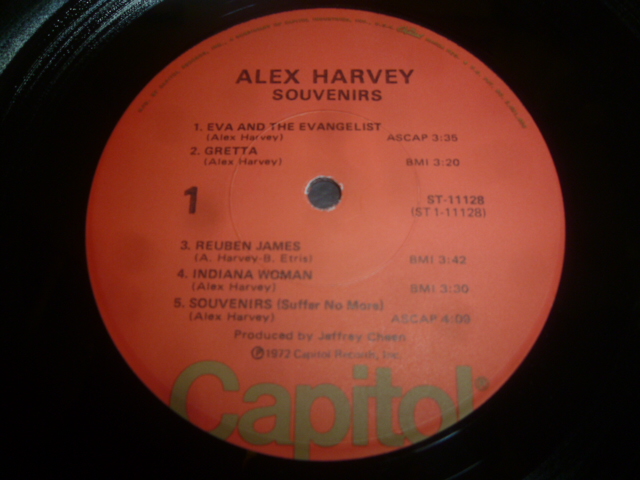 ALEX HARVEY
SOUVENIRS
1. EVA AND THE EVANGELIST
(Alex Harvey) ASCAP 3:35
2. GRETTA
(Alex Harvey) BMI 3:20
1
ST-11128
(ST 1-11128)
3. REUBEN JAMES
(A. Harvey-B. Etris) BMI 3:42
4. INDIANA WOMAN
(Alex Harvey) BMI 3:30
5. SOUVENIRS (Suffer No More)
(Alex Harvey) ASCAP 4:09
Produced by Jeffrey
℗1972 Capitol Records, Inc.
Capitol